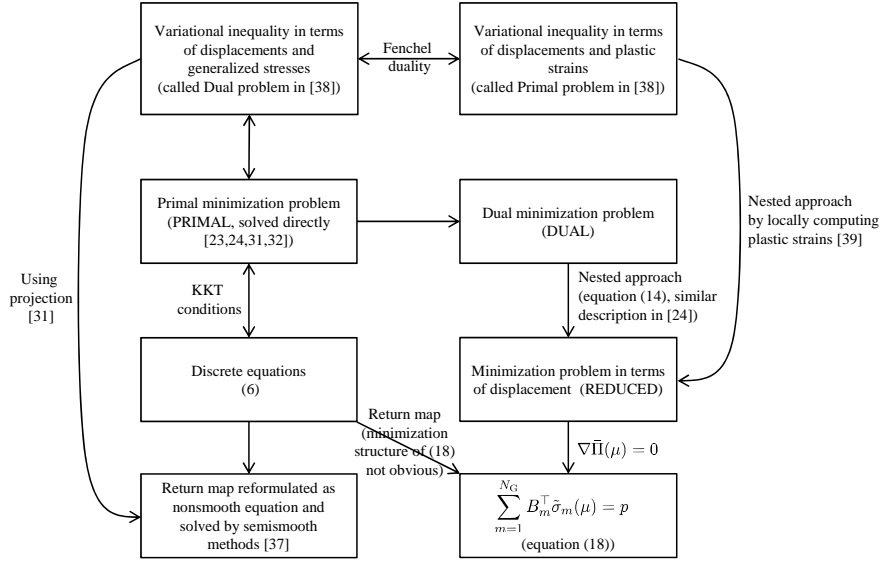 Variational inequality in terms
of displacements and
generalized stresses
(called Dual problem in [38])
Fenchel
duality
Variational inequality in terms
of displacements and plastic
strains
(called Primal problem in [38])
Primal minimization problem
(PRIMAL, solved directly
[23,24,31,32])
Dual minimization problem
(DUAL)
Nested approach
by locally computing
plastic strains [39]
Using
projection
[31]
KKT
conditions
Nested approach
(equation (14), similar
description in [24])
Discrete equations
(6)
Minimization problem in terms
of displacement (REDUCED)
Return map
(minimization
structure of (18)
not obvious)
∇Π̄(μ) = 0
Return map reformulated as
nonsmooth equation and
solved by semismooth
methods [37]
∑_{m=1}^{N_G} B_m^⊤ σ̃_m(μ) = p
(equation (18))